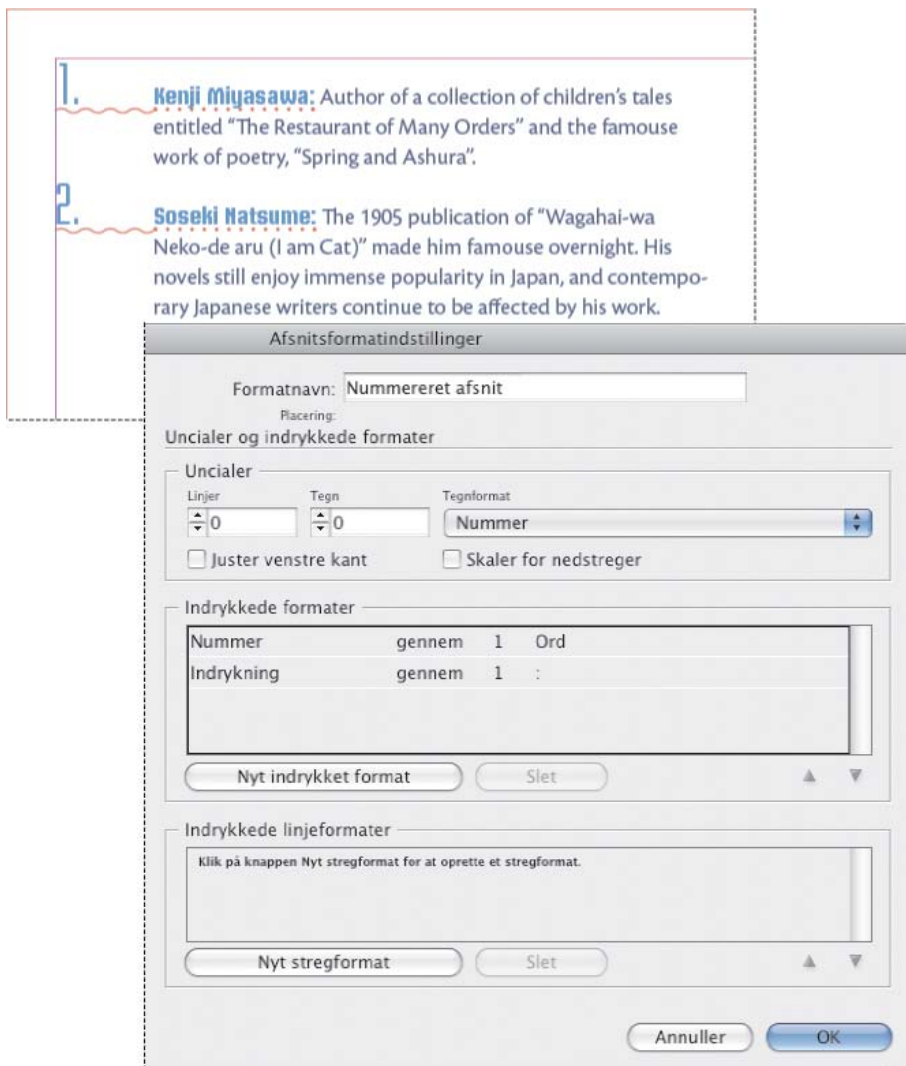 1. Kenji Miyasawa: Author of a collection of children's tales
entitled “The Restaurant of Many Orders” and the famouse
work of poetry, “Spring and Ashura”.
2. Soseki Natsume: The 1905 publication of “Wagahai-wa
Neko-de aru (I am Cat)” made him famouse overnight. His
novels still enjoy immense popularity in Japan, and contempo-
rary Japanese writers continue to be affected by his work.
Afsnitsformatindstillinger
Formatnavn: Nummereret afsnit
Placering:
Uncialer og indrykkede formater
Uncialer
Linjer Tegn Tegnformat
0 0 Nummer
Juster venstre kant Skaler for nedstreger
Indrykkede formater
Nummer gennem 1 Ord
Indrykning gennem 1 :
Nyt indrykket format Slet
Indrykkede linjeformater
Klik på knappen Nyt stregformat for at oprette et stregformat.
Nyt stregformat Slet
Annuller OK